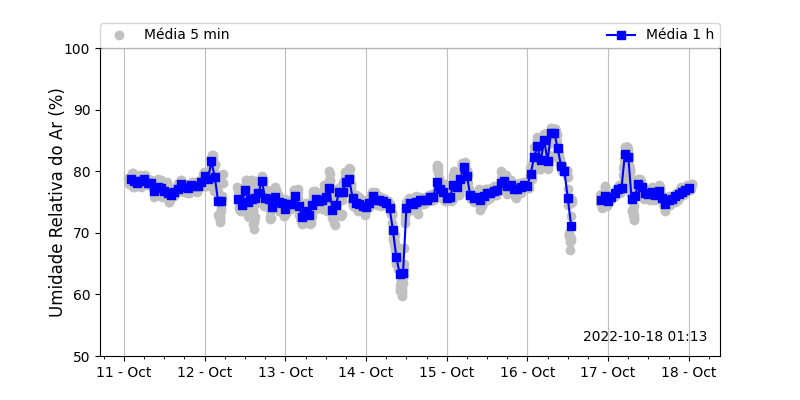 Média 5 min
Média 1 h
100
90
80
70
60
50
Umidade Relativa do Ar (%)
2022-10-18 01:13
11 - Oct
12 - Oct
13 - Oct
14 - Oct
15 - Oct
16 - Oct
17 - Oct
18 - Oct